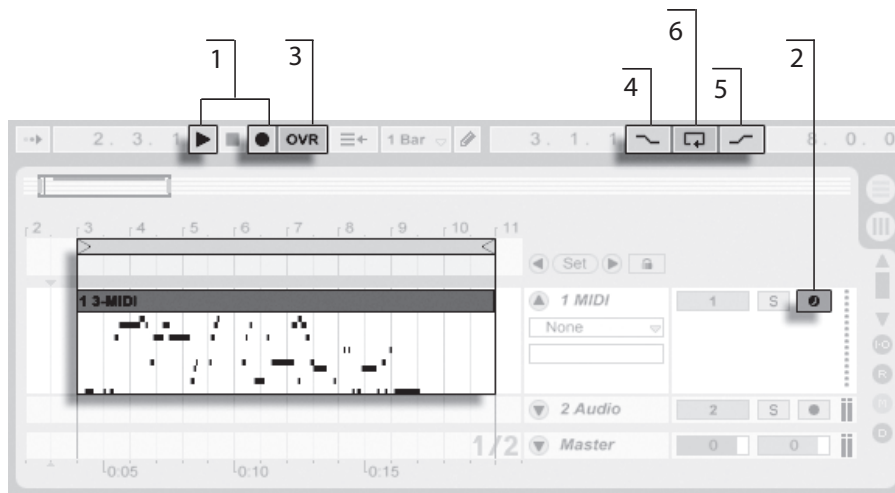 6
1 3 2
4 5
2. 3. 1 OVR 1 Bar 3. 1. 1 8. 0. 0
2 3 4 5 6 7 8 9 10 11
Set
1 3-MIDI 1 MIDI 1 S
None
I·O
R
2 Audio 2 S
M
D
1/2 Master 0 0
0:05 0:10 0:15